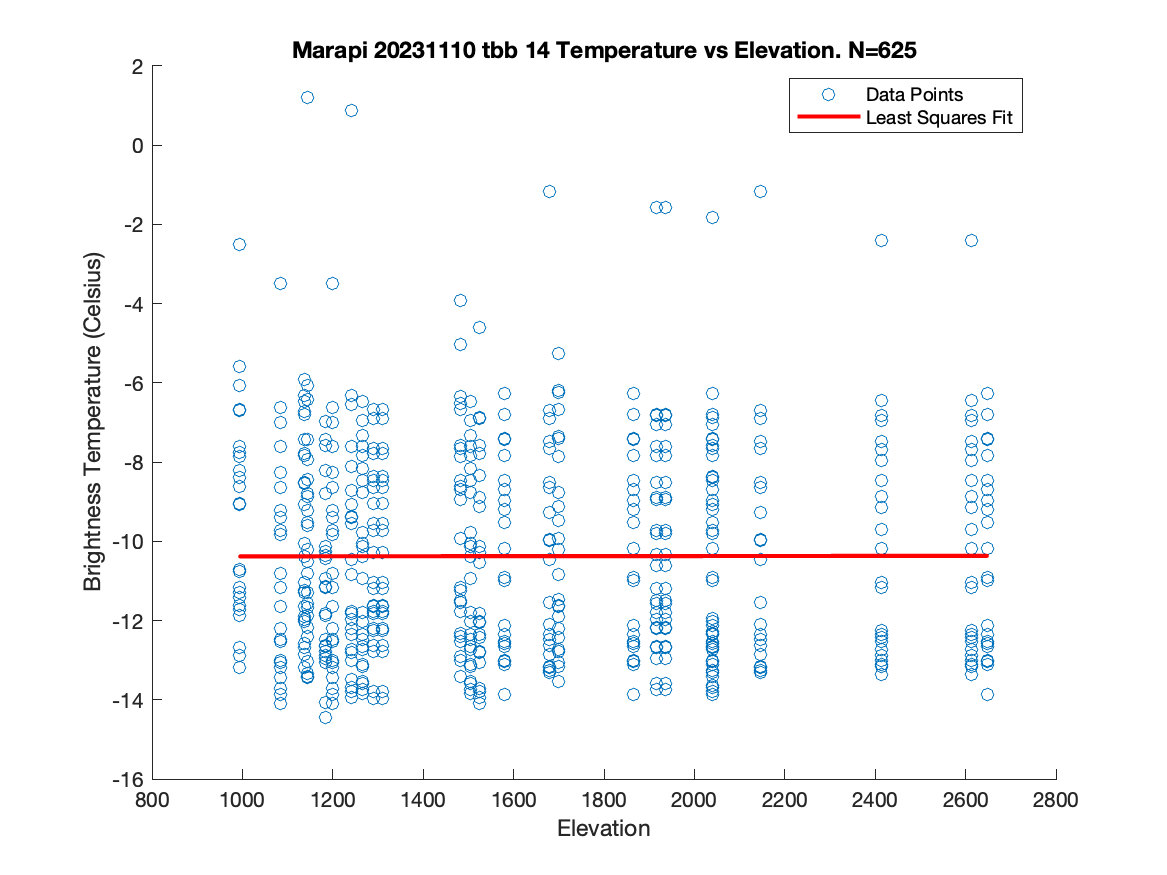 Marapi 20231110 tbb 14 Temperature vs Elevation. N=625
Data Points
Least Squares Fit
Brightness Temperature (Celsius)
2
0
-2
-4
-6
-8
-10
-12
-14
-16
800 1000 1200 1400 1600 1800 2000 2200 2400 2600 2800
Elevation